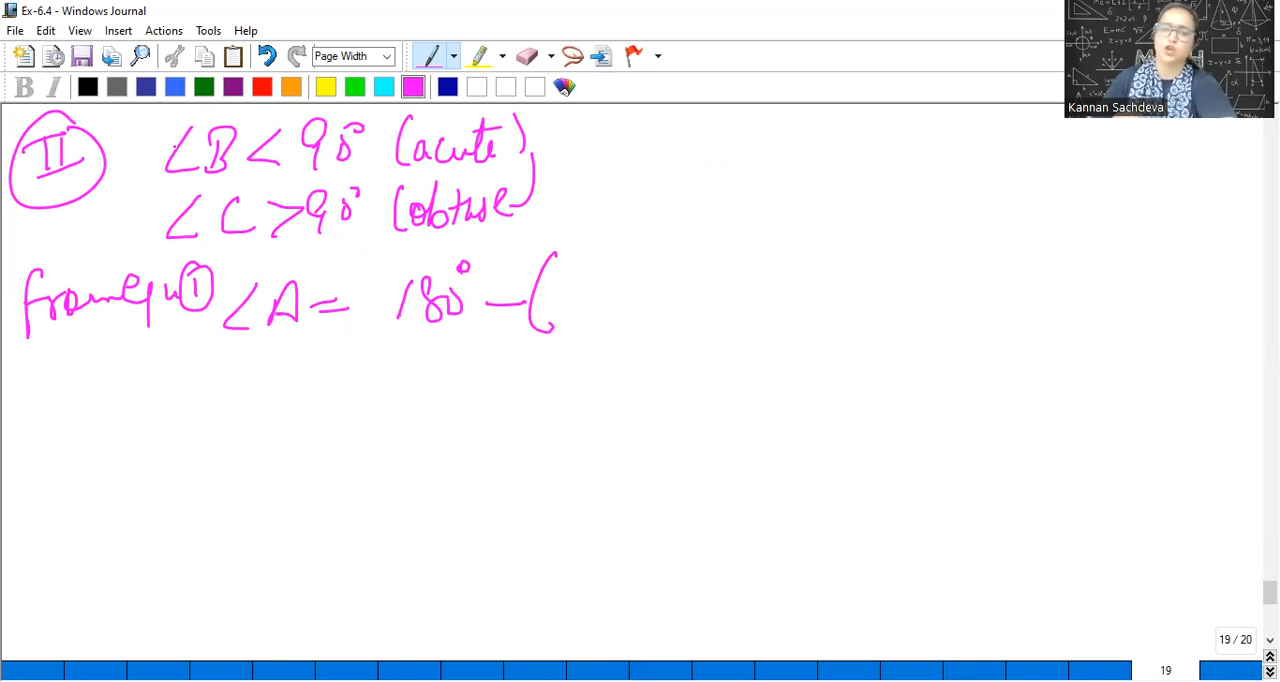 Ex-6.4 - Windows Journal
File Edit View Insert Actions Tools Help
Page Width
B I
Kannan Sachdeva
II ∠B < 90° (acute)
∠C > 90° (obtuse
from equ ① ∠A = 180° – (
19 / 20
19